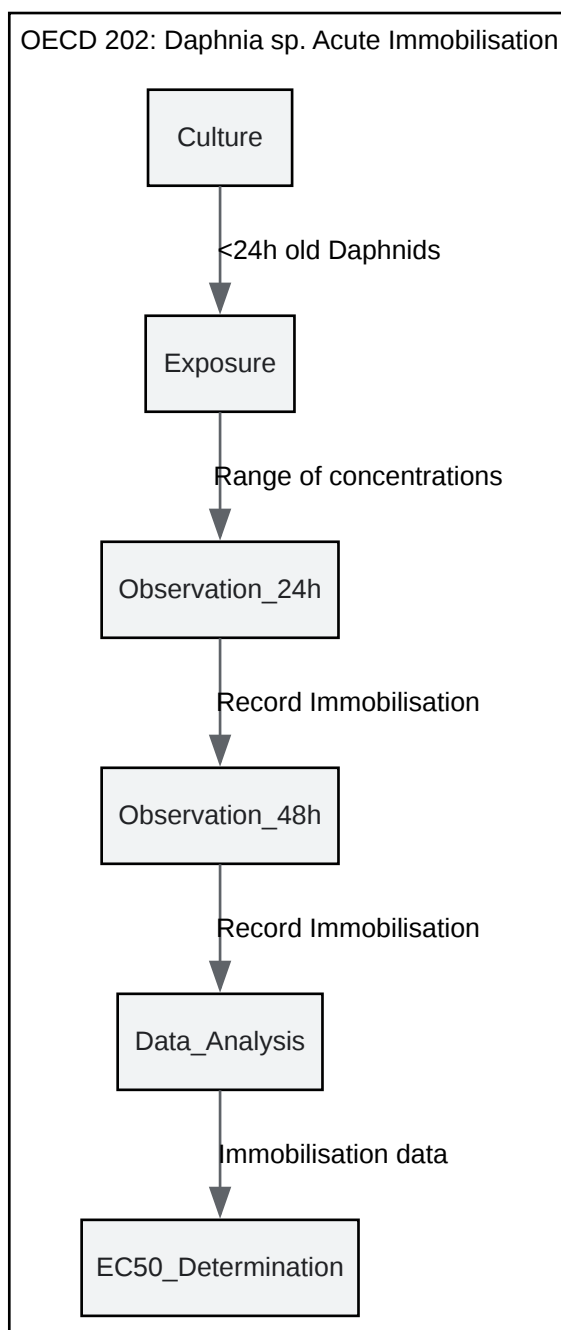 OECD 202: Daphnia sp. Acute Immobilisation
Culture
<24h old Daphnids
Exposure
Range of concentrations
Observation_24h
Record Immobilisation
Observation_48h
Record Immobilisation
Data_Analysis
Immobilisation data
EC50_Determination